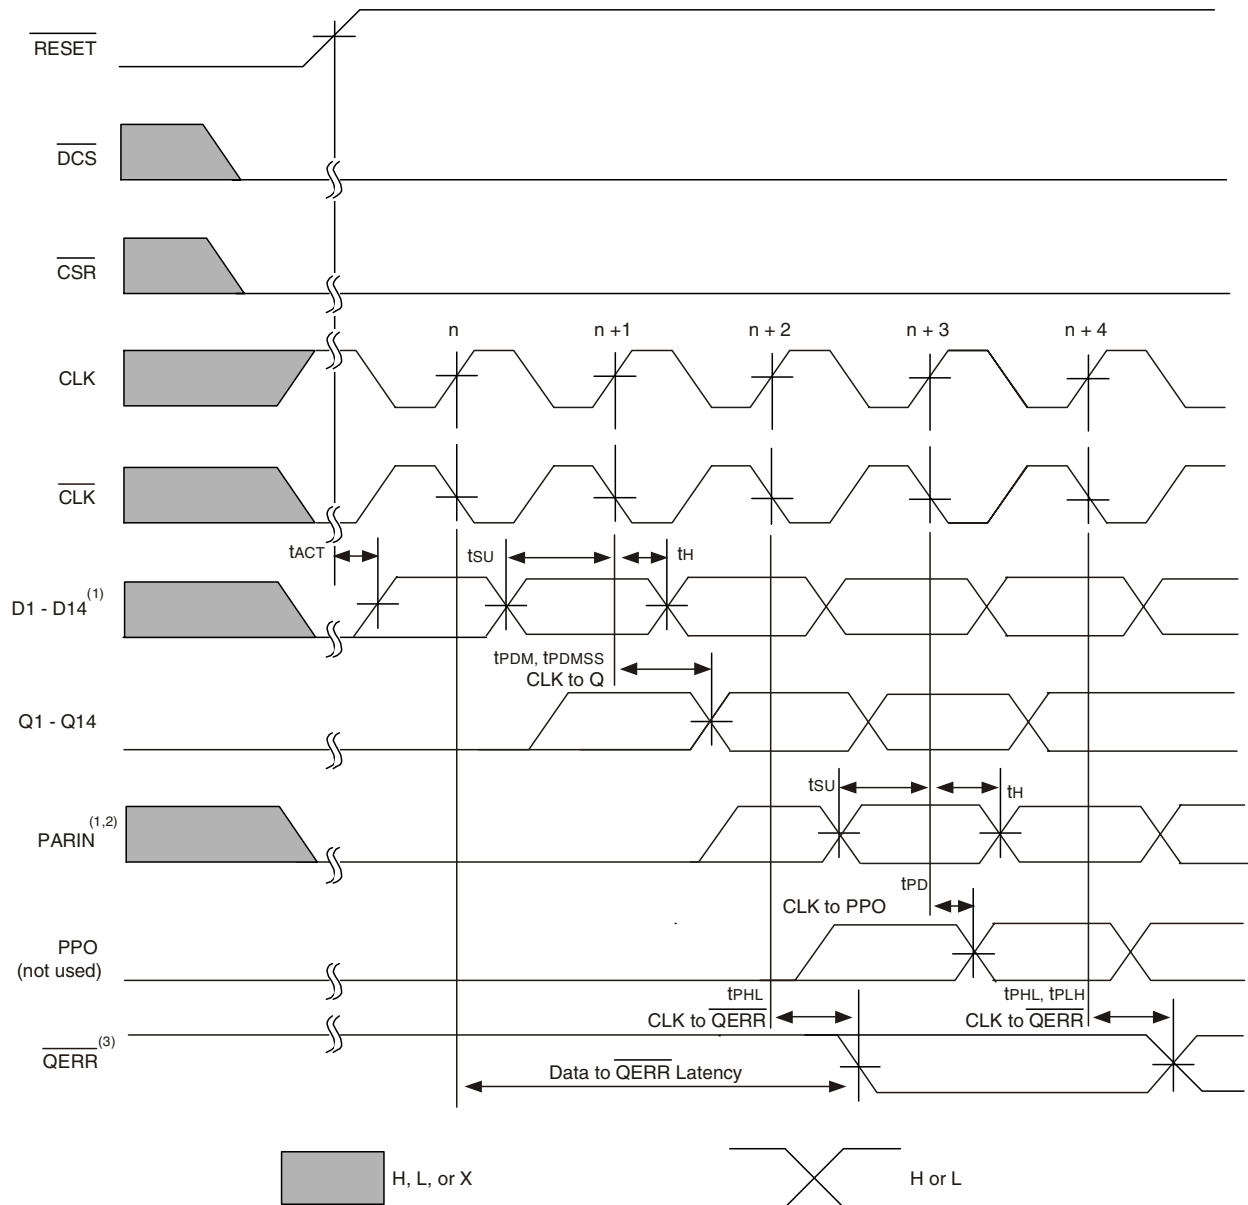 RESET
DCS
CSR
n n +1 n + 2 n + 3 n + 4
CLK
CLK
tACT tSU tH
D1 - D14(1)
tPDM, tPDMSS
CLK to Q
Q1 - Q14
tSU tH
PARIN(1,2)
tPD
CLK to PPO
PPO
(not used)
tPHL tPHL, tPLH
CLK to QERR CLK to QERR
QERR(3)
Data to QERR Latency
H, L, or X H or L